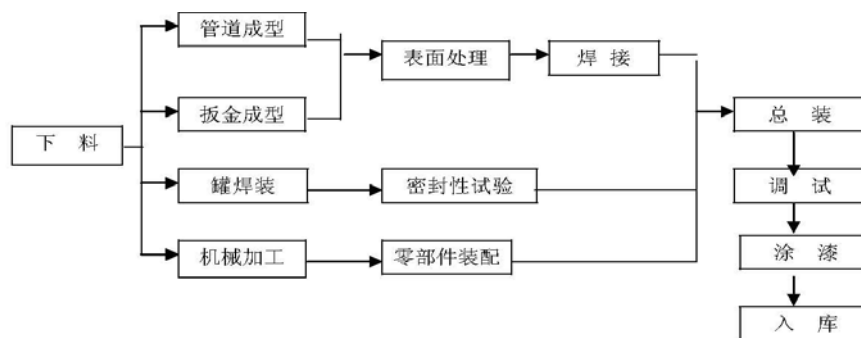 管道成型
表面处理
焊 接
扳金成型
总 装
下 料
罐焊装
密封性试验
调 试
机械加工
零部件装配
涂 漆
入 库